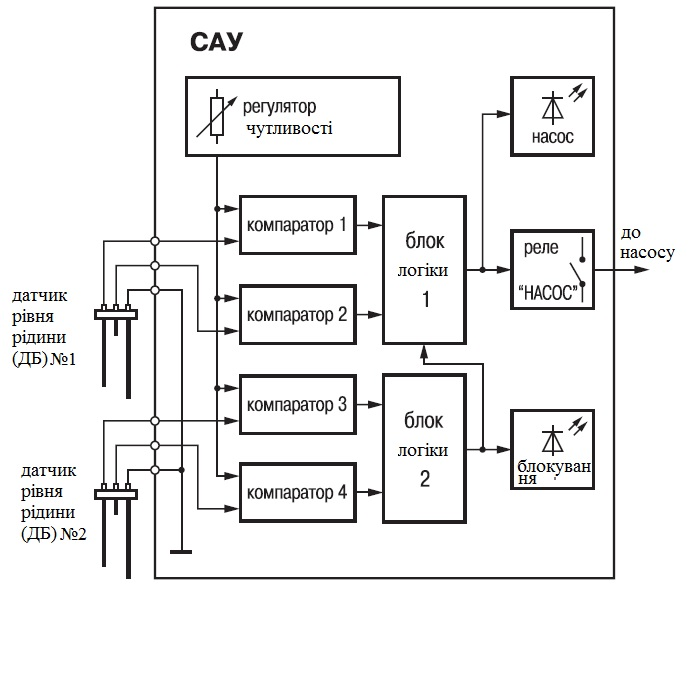 САУ
регулятор
чутливості
насос
компаратор 1
блок
логіки
1
реле
"НАСОС"
до
насосу
компаратор 2
датчик
рівня
рідини
(ДБ)№1
компаратор 3
блок
логіки
2
блокуван
ня
компаратор 4
датчик
рівня
рідини
(ДБ)№2